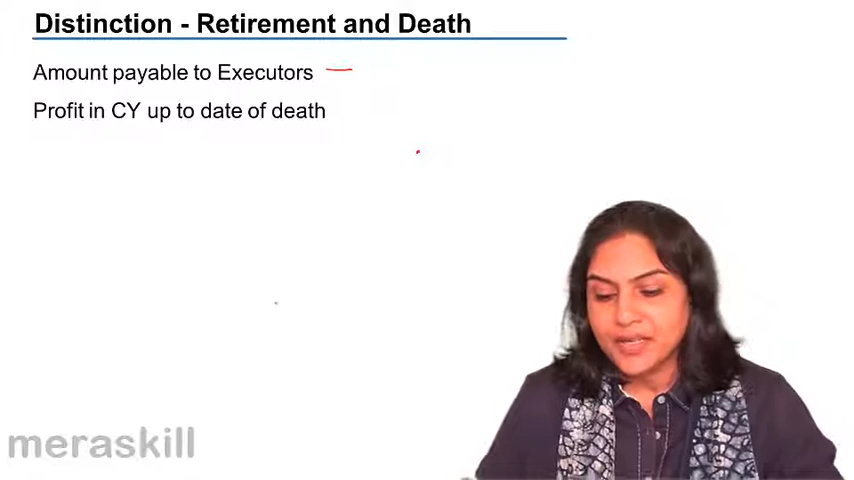 Distinction - Retirement and Death
Amount payable to Executors
Profit in CY up to date of death
meraskill